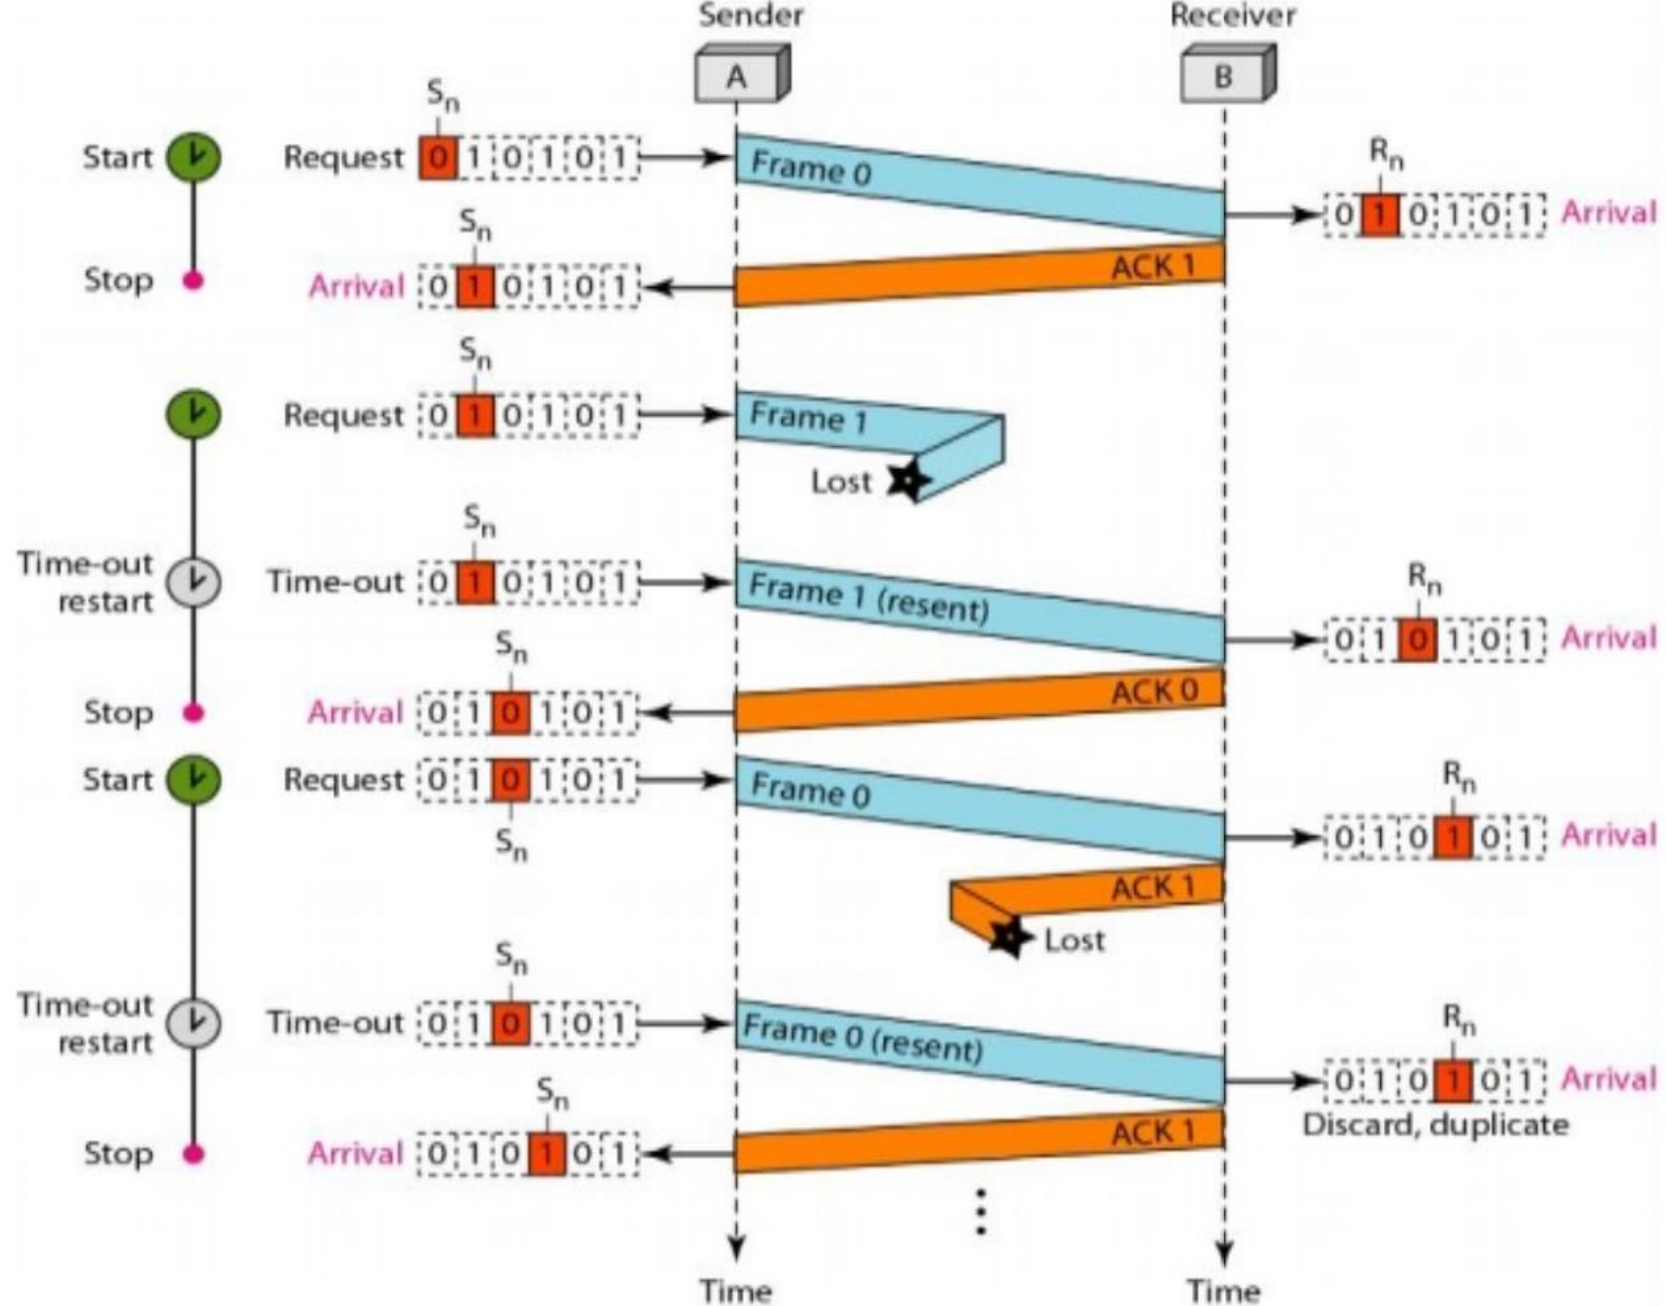 Sender Receiver
A B
Sn
Start Request 0 1 0 1 0 1 Frame 0
Rn
0 1 0 1 0 1 Arrival
Sn
Stop Arrival 0 1 0 1 0 1 ACK 1
Sn
Request 0 1 0 1 0 1 Frame 1
Lost
Sn
Time-out
restart
Time-out 0 1 0 1 0 1 Frame 1 (resent)
Rn
0 1 0 1 0 1 Arrival
Sn
Stop Arrival 0 1 0 1 0 1 ACK 0
Start Request 0 1 0 1 0 1 Frame 0
Sn
Rn
0 1 0 1 0 1 Arrival
ACK 1
Lost
Sn
Time-out
restart
Time-out 0 1 0 1 0 1 Frame 0 (resent)
Rn
0 1 0 1 0 1 Arrival
Discard, duplicate
Sn
Stop Arrival 0 1 0 1 0 1 ACK 1
Time Time